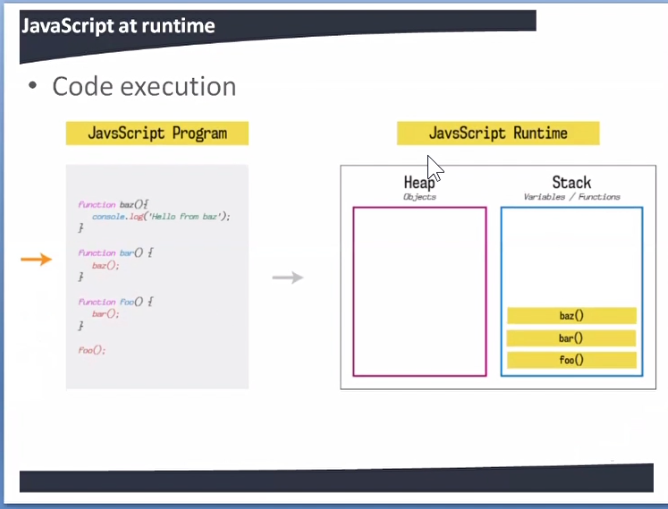 JavaScript at runtime
• Code execution
JavsScript Program
function baz(){
console.log('Hello from baz');
}
function bar() {
baz();
}
function foo() {
bar();
}
foo();
JavsScript Runtime
Heap
Objects
Stack
Variables / Functions
baz()
bar()
foo()